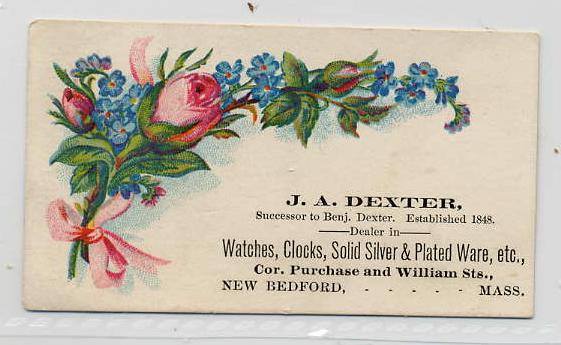 J. A. DEXTER,
Successor to Benj. Dexter. Established 1848.
—Dealer in—
Watches, Clocks, Solid Silver & Plated Ware, etc.,
Cor. Purchase and William Sts.,
NEW BEDFORD, - - - - - MASS.